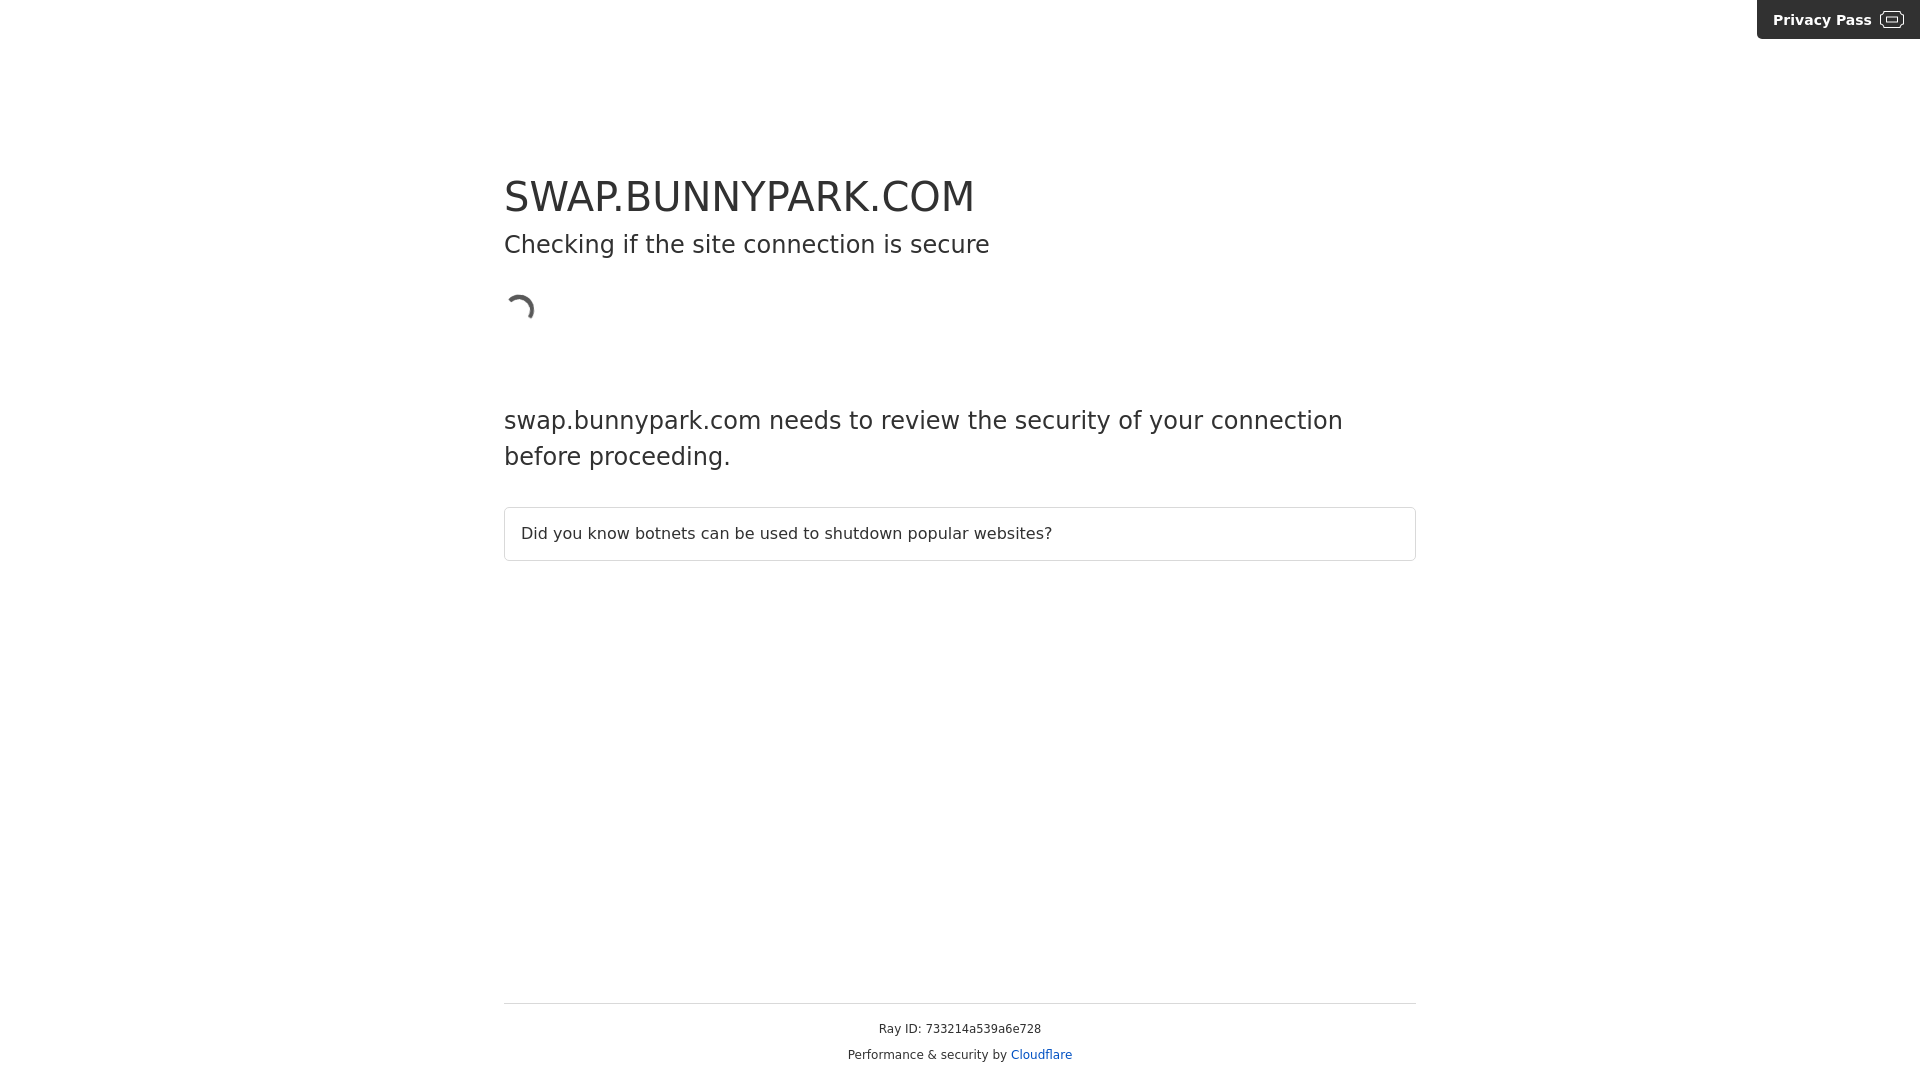 Privacy Pass
SWAP.BUNNYPARK.COM
Checking if the site connection is secure
swap.bunnypark.com needs to review the security of your connection
before proceeding.
Did you know botnets can be used to shutdown popular websites?
Ray ID: 733214a539a6e728
Performance & security by Cloudflare